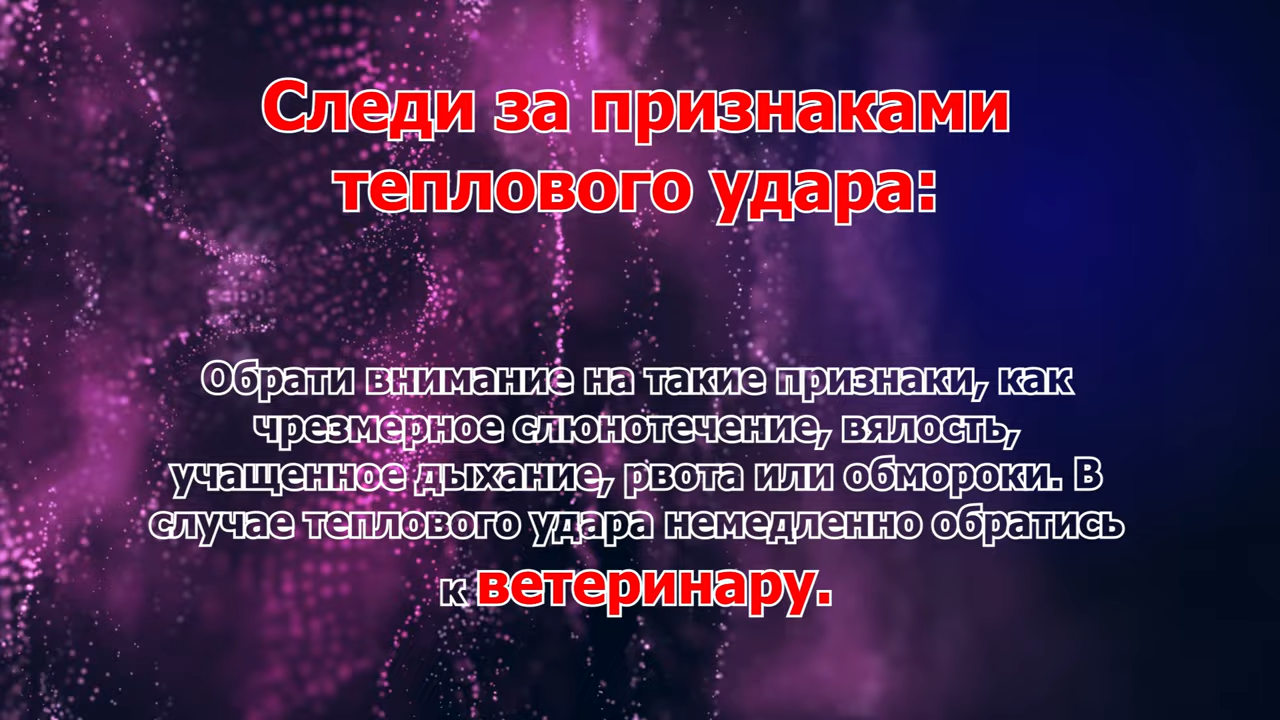 Следи за признаками
теплового удара:
Обрати внимание на такие признаки, как
чрезмерное слюнотечение, вялость,
учащенное дыхание, рвота или обмороки. В
случае теплового удара немедленно обратись
к ветеринару.